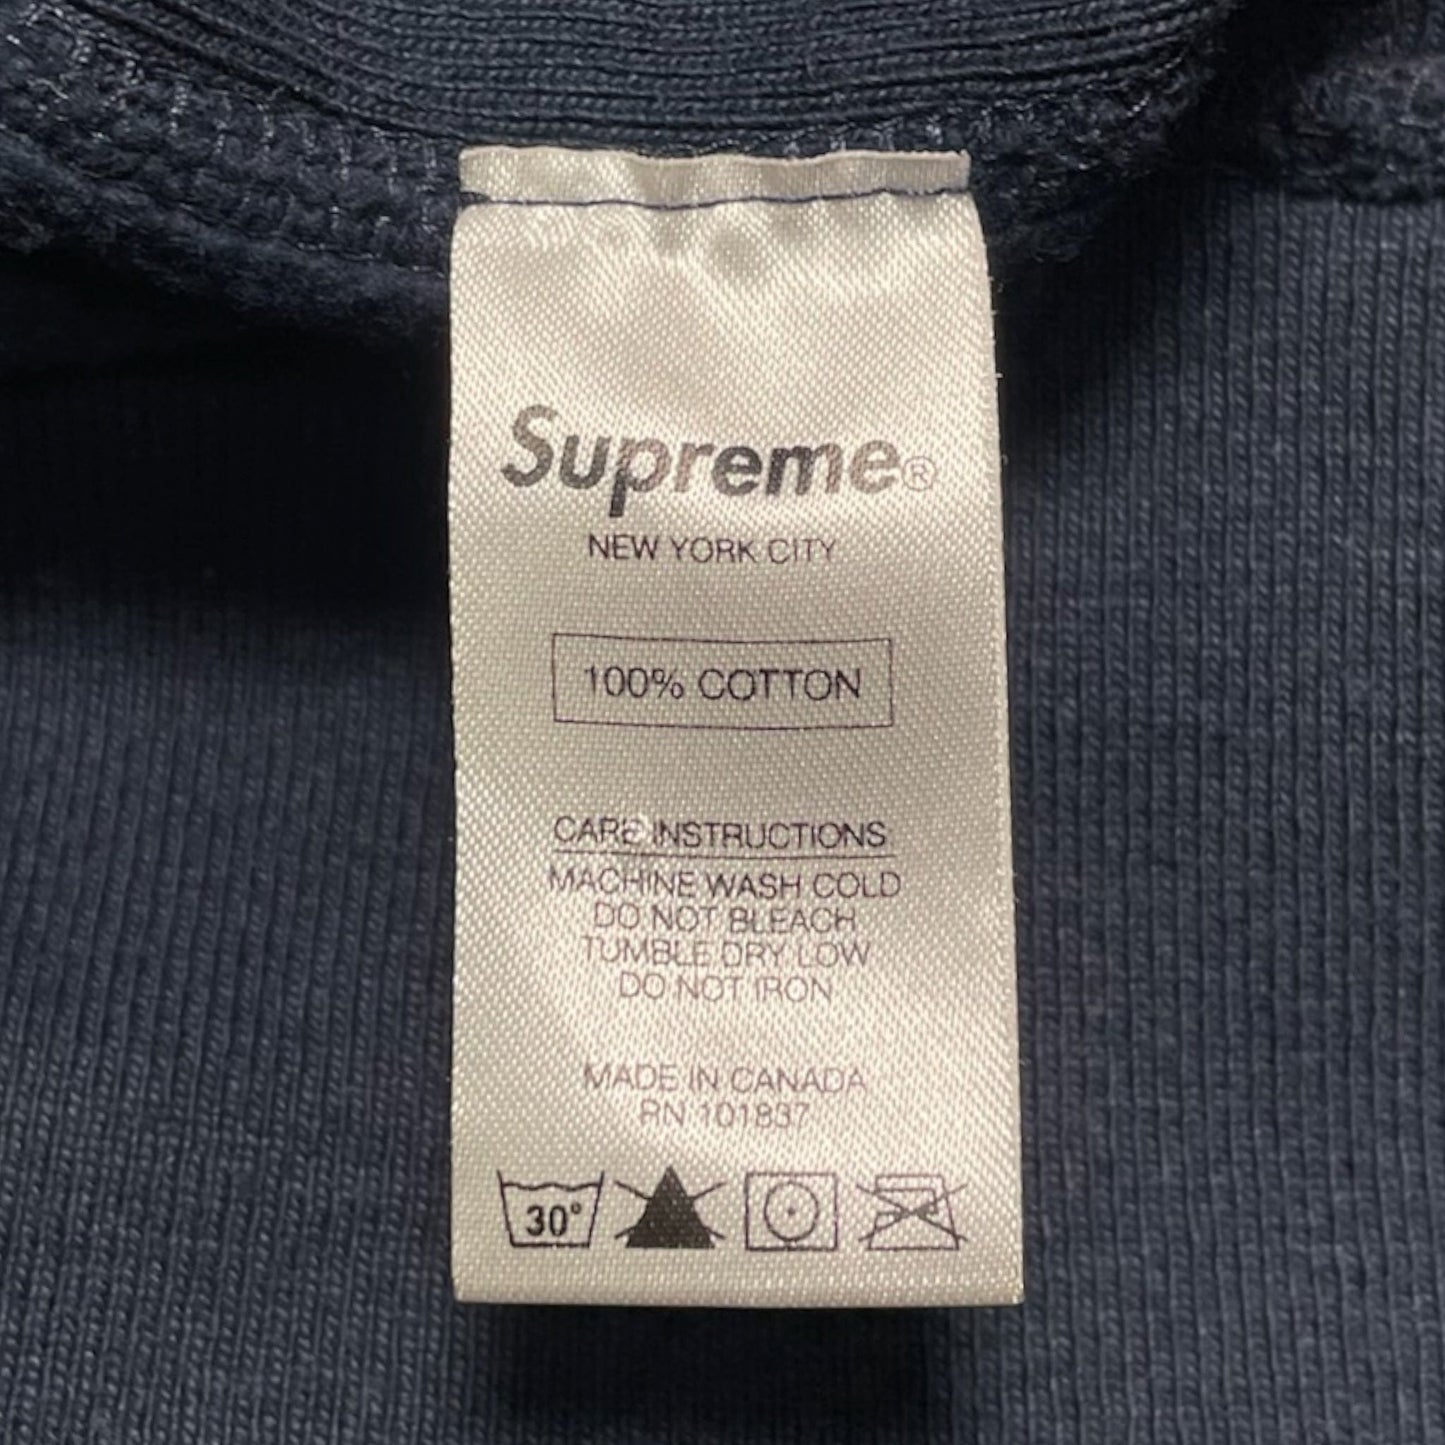 Supreme®
NEW YORK CITY
100% COTTON
CARE INSTRUCTIONS
MACHINE WASH COLD
DO NOT BLEACH
TUMBLE DRY LOW
DO NOT IRON
MADE IN CANADA
RN 101837
30°